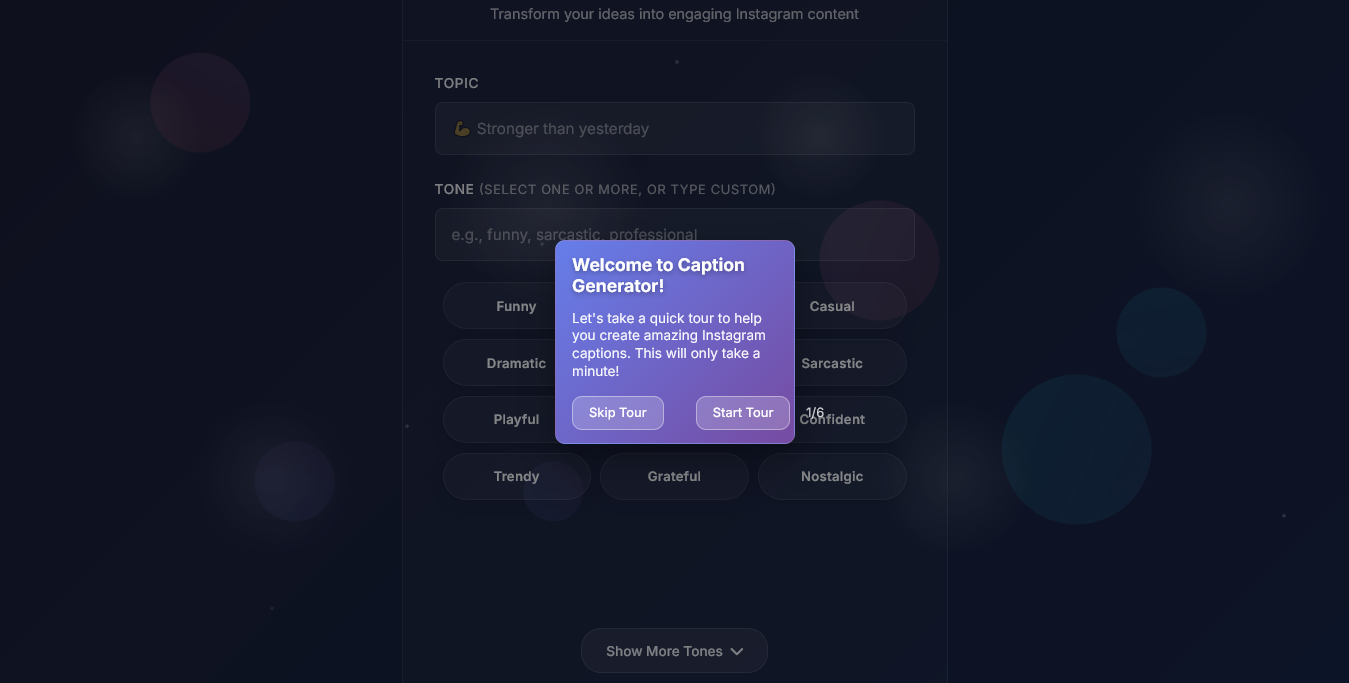 Transform your ideas into engaging Instagram content
TOPIC
💪 Stronger than yesterday
TONE (SELECT ONE OR MORE, OR TYPE CUSTOM)
e.g., funny, sarcastic, professional
Welcome to Caption
Generator!
Let's take a quick tour to help
you create amazing Instagram
captions. This will only take a
minute!
Skip Tour
Start Tour
1/6
Funny
Casual
Dramatic
Sarcastic
Playful
Confident
Trendy
Grateful
Nostalgic
Show More Tones